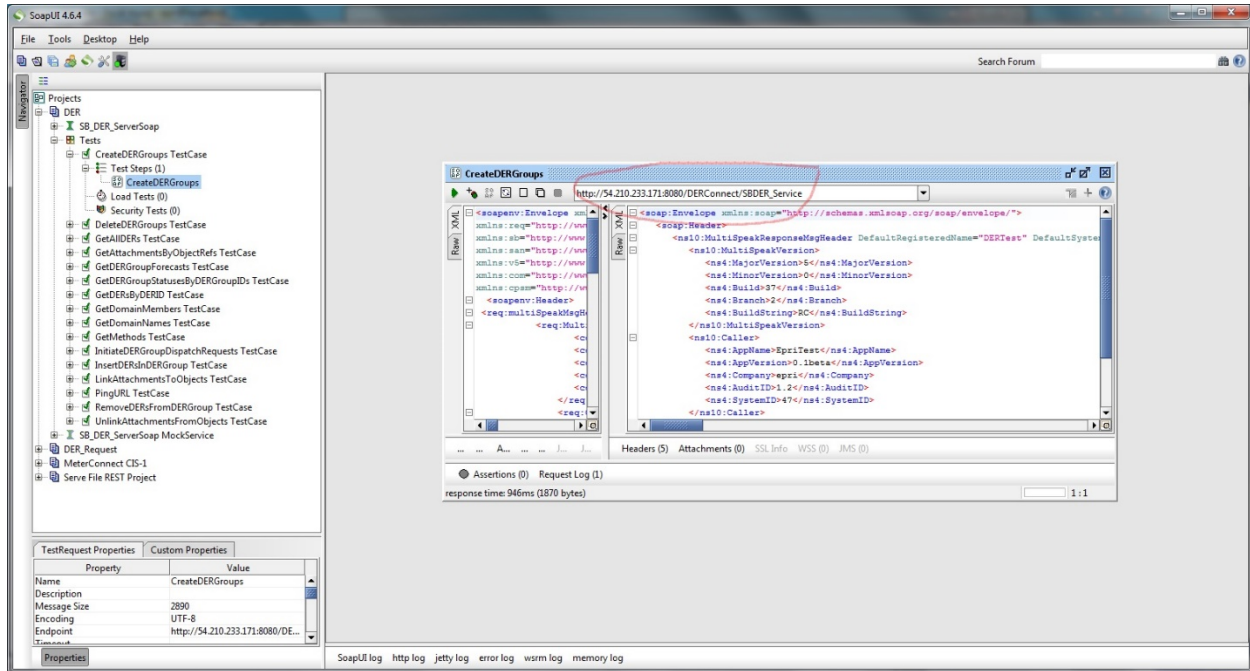 SoapUI 4.6.4
File Tools Desktop Help
Search Forum
Navigator
Projects
DER
SB_DER_ServerSoap
Tests
CreateDERGroups TestCase
Test Steps (1)
CreateDERGroups
Load Tests (0)
Security Tests (0)
DeleteDERGroups TestCase
GetAllDERs TestCase
GetAttachmentsByObjectRefs TestCase
GetDERGroupForecasts TestCase
GetDERGroupStatusesByDERGroupIDs TestCase
GetDERsByDERID TestCase
GetDomainMembers TestCase
GetDomainNames TestCase
GetMethods TestCase
InitiateDERGroupDispatchRequests TestCase
InsertDERsInDERGroup TestCase
LinkAttachmentsToObjects TestCase
PingURL TestCase
RemoveDERsFromDERGroup TestCase
UnlinkAttachmentsFromObjects TestCase
SB_DER_ServerSoap MockService
DER_Request
MeterConnect CIS-1
Serve File REST Project
TestRequest Properties Custom Properties
Property Value
Name CreateDERGroups
Description
Message Size 2890
Encoding UTF-8
Endpoint http://54.210.233.171:8080/DE...
Properties
CreateDERGroups
http://54.210.233.171:8080/DERConnect/SBDER_Service
XML
Raw
<soapenv:Envelope xm
xmlns:req="http://www
xmlns:sb="http://www
xmlns:san="http://www
xmlns:v5="http://www
xmlns:com="http://www
xmlns:cpsm="http://w
<soapenv:Header>
<req:multiSpeakMsgH
<req:Mult
<c
<c
<c
<c
<c
</req
<req:
XML
Raw
<soap:Envelope xmlns:soap="http://schemas.xmlsoap.org/soap/envelope/">
<soap:Header>
<ns10:MultiSpeakResponseMsgHeader DefaultRegisteredName="DERTest" DefaultSyste
<ns10:MultiSpeakVersion>
<ns4:MajorVersion>5</ns4:MajorVersion>
<ns4:MinorVersion>0</ns4:MinorVersion>
<ns4:Build>37</ns4:Build>
<ns4:Branch>2</ns4:Branch>
<ns4:BuildString>RC</ns4:BuildString>
</ns10:MultiSpeakVersion>
<ns10:Caller>
<ns4:AppName>EpriTest</ns4:AppName>
<ns4:AppVersion>0.1beta</ns4:AppVersion>
<ns4:Company>epri</ns4:Company>
<ns4:AuditID>1.2</ns4:AuditID>
<ns4:SystemID>47</ns4:SystemID>
</ns10:Caller>
... ... A... ... ... J... J...
Headers (5) Attachments (0) SSL Info WSS (0) JMS (0)
Assertions (0) Request Log (1)
response time: 946ms (1870 bytes)
1 : 1
SoapUI log http log jetty log error log wsrm log memory log